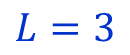 L = 3